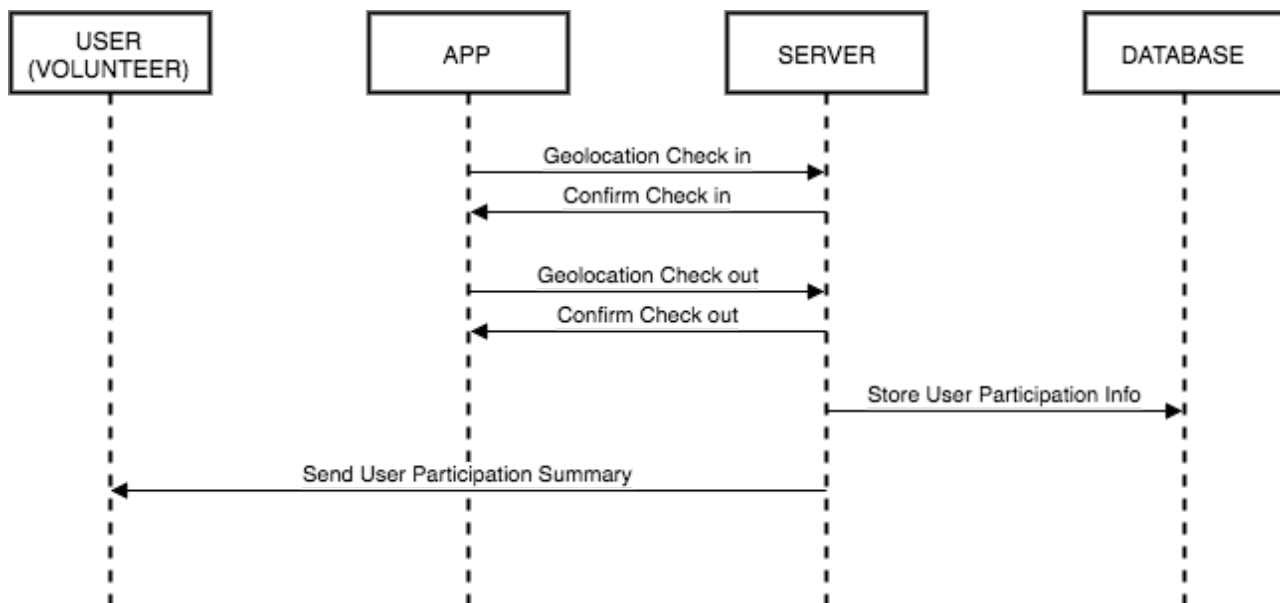 USER
(VOLUNTEER)
APP
SERVER
DATABASE
Geolocation Check in
Confirm Check in
Geolocation Check out
Confirm Check out
Store User Participation Info
Send User Participation Summary